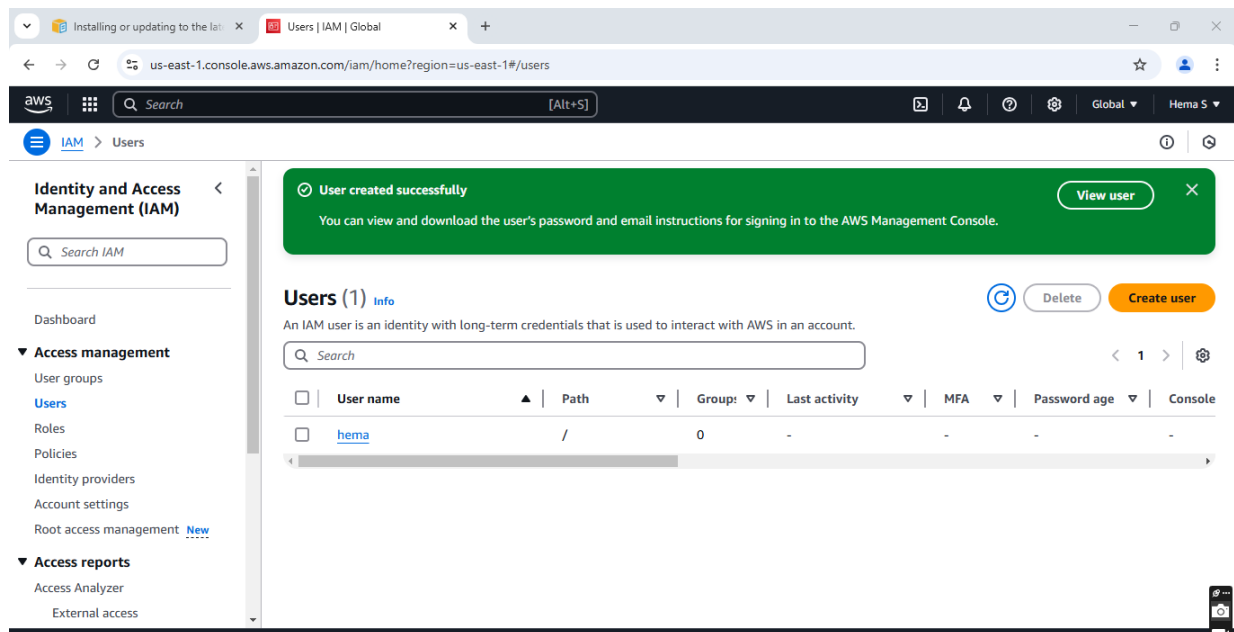 Installing or updating to the lat
Users | IAM | Global
us-east-1.console.aws.amazon.com/iam/home?region=us-east-1#/users
aws
Search
[Alt+S]
Global
Hema S
IAM > Users
Identity and Access
Management (IAM)
Search IAM
Dashboard
Access management
User groups
Users
Roles
Policies
Identity providers
Account settings
Root access management New
Access reports
Access Analyzer
External access
User created successfully
View user
You can view and download the user's password and email instructions for signing in to the AWS Management Console.
Users (1) Info
Delete
Create user
An IAM user is an identity with long-term credentials that is used to interact with AWS in an account.
Search
< 1 >
User name Path Groups Last activity MFA Password age Console
hema / 0 - - - -